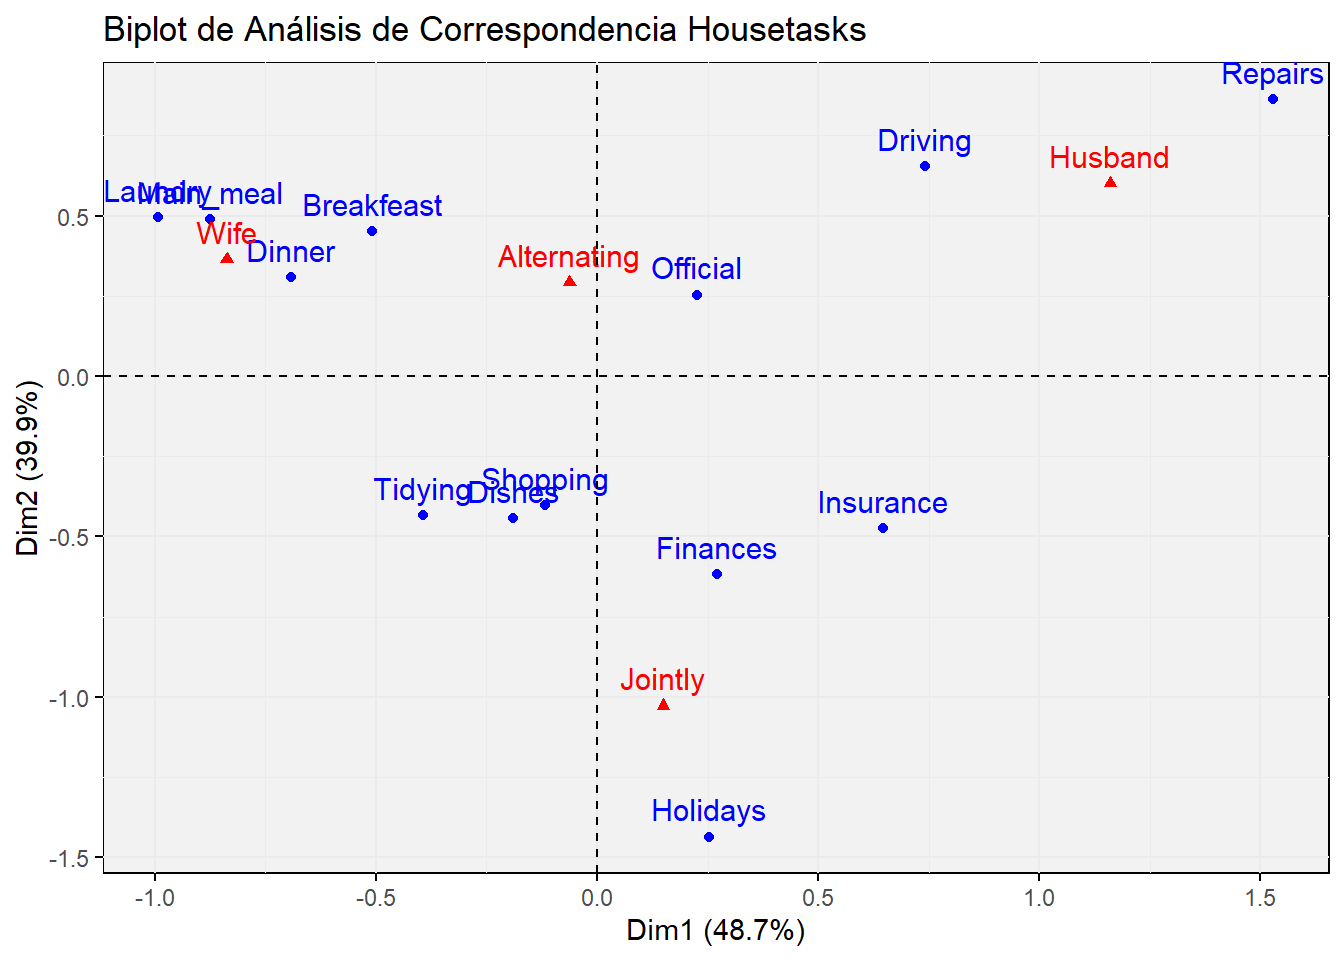 Biplot de Análisis de Correspondencia Housetasks
Repairs
Driving
Husband
Laundry
Main_meal
Breakfeast
Wife
Dinner
Alternating
Official
Shopping
Tidying
Dishes
Insurance
Finances
Jointly
Holidays
0.5
0.0
-0.5
-1.0
-1.5
Dim2 (39.9%)
-1.0 -0.5 0.0 0.5 1.0 1.5
Dim1 (48.7%)